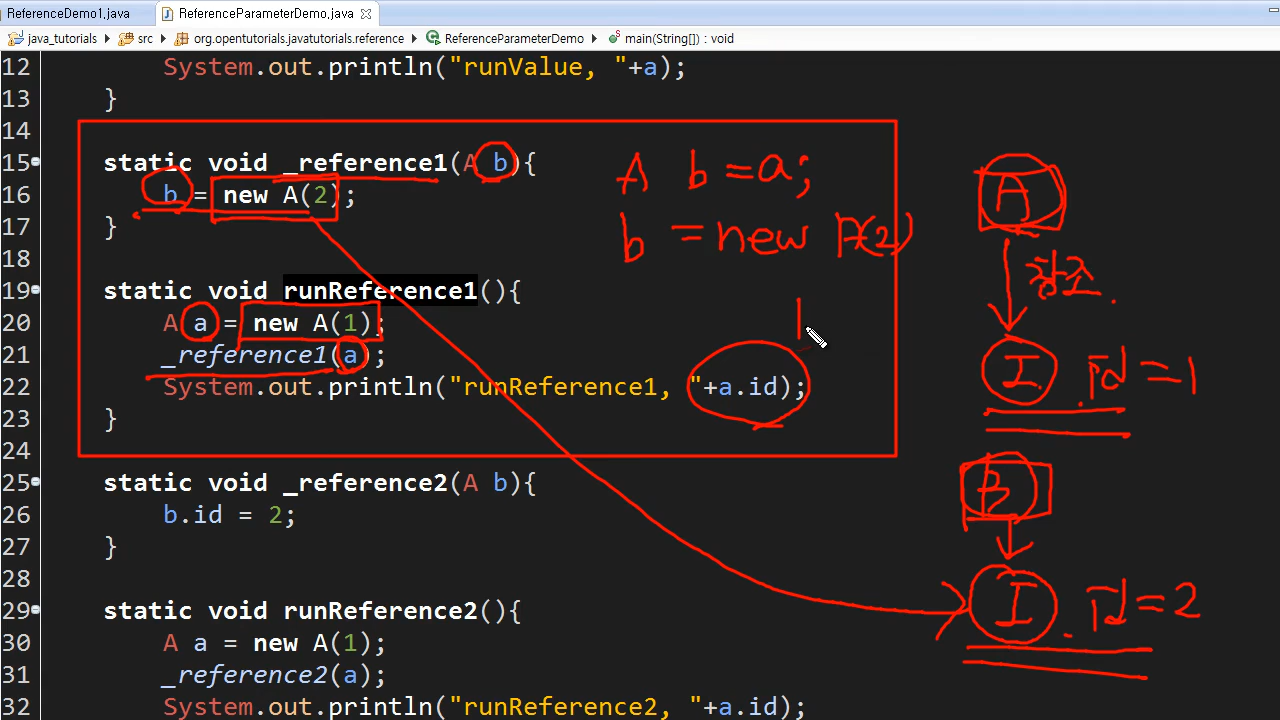 ReferenceDemo1.java ReferenceParameterDemo.java
java_tutorials src org.opentutorials.javatutorials.reference ReferenceParameterDemo main(String[]) : void
12 System.out.println("runValue, "+a);
13 }
14
15 static void _reference1(A b){
16 b = new A(2);
17 }
18
19 static void runReference1(){
20 A a = new A(1);
21 _reference1(a);
22 System.out.println("runReference1, "+a.id);
23 }
24
25 static void _reference2(A b){
26 b.id = 2;
27 }
28
29 static void runReference2(){
30 A a = new A(1);
31 _reference2(a);
32 System.out.println("runReference2, "+a.id);
A b = a;
b = new A(2)
1
A
참조
I id = 1
B
I id = 2